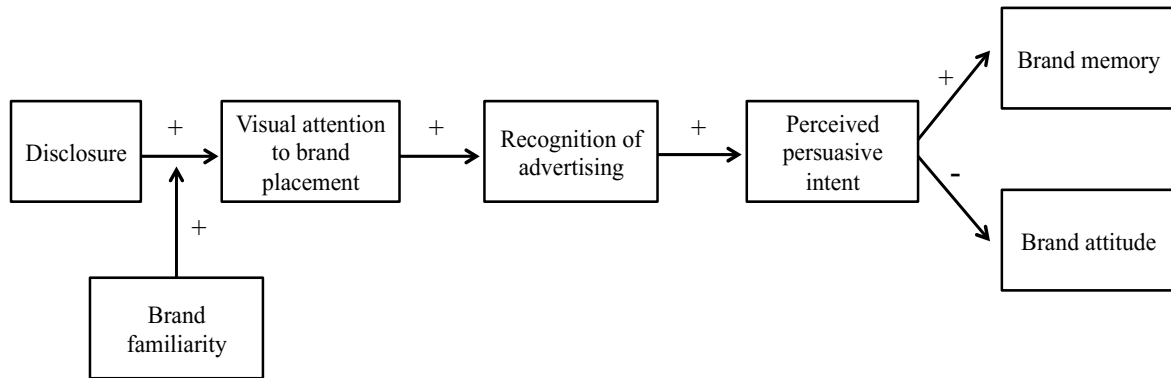 Disclosure
+
Visual attention
to brand
placement
+
Recognition of
advertising
+
Perceived
persuasive
intent
+
Brand memory
-
Brand attitude
+
Brand
familiarity